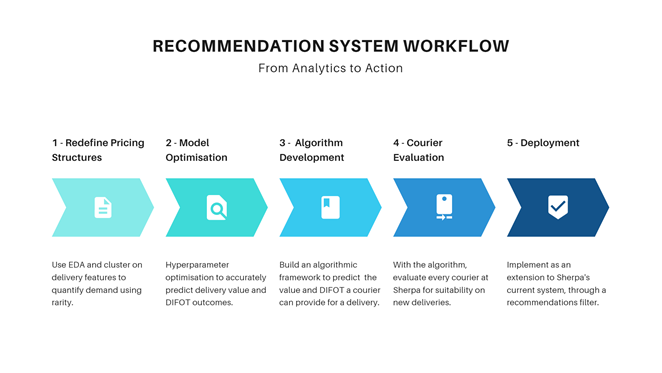 RECOMMENDATION SYSTEM WORKFLOW
From Analytics to Action
1 - Redefine Pricing
Structures
Use EDA and cluster on
delivery features to
quantify demand using
rarity.
2 - Model
Optimisation
Hyperparameter
optimisation to accurately
predict delivery value and
DIFOT outcomes.
3 - Algorithm
Development
Build an algorithmic
framework to predict the
value and DIFOT a courier
can provide for a delivery.
4 - Courier
Evaluation
With the algorithm,
evaluate every courier at
Sherpa for suitability on
new deliveries.
5 - Deployment
Implement as an
extension to Sherpa's
current system, through a
recommendations filter.